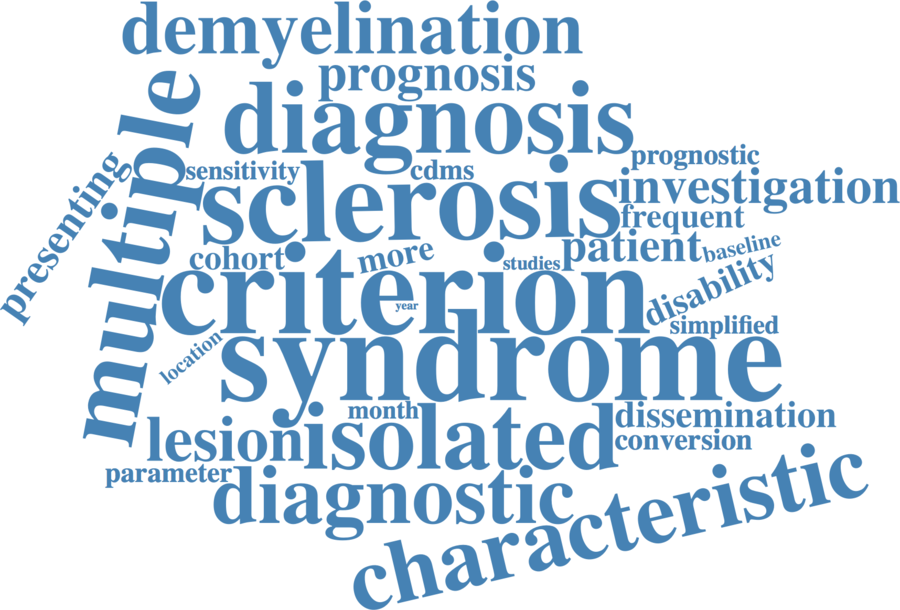 demyelination
prognosis
diagnosis
multiple
prognostic
sensitivity
cdms
presenting
sclerosis
investigation
frequent
patient
baseline
cohort
more
studies
criterion
year
disability
simplified
location
syndrome
month
dissemination
lesion
isolated
conversion
parameter
diagnostic
characteristic